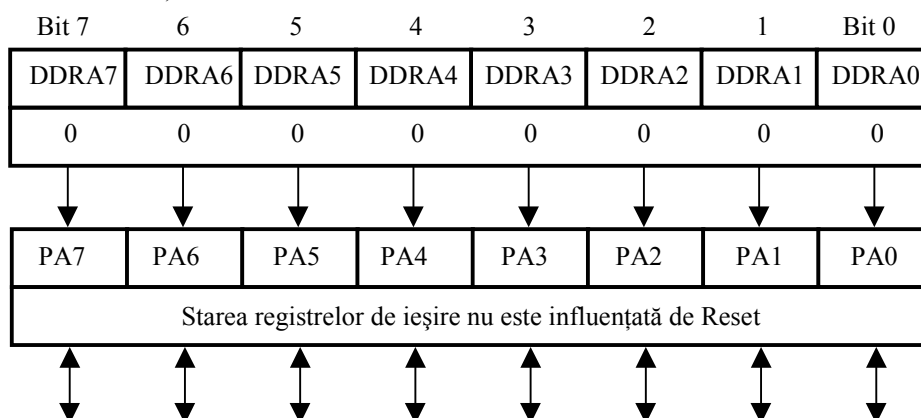 Bit 7 6 5 4 3 2 1 Bit 0
DDRA7 DDRA6 DDRA5 DDRA4 DDRA3 DDRA2 DDRA1 DDRA0
0 0 0 0 0 0 0 0
PA7 PA6 PA5 PA4 PA3 PA2 PA1 PA0
Starea registrelor de ieşire nu este influențată de Reset